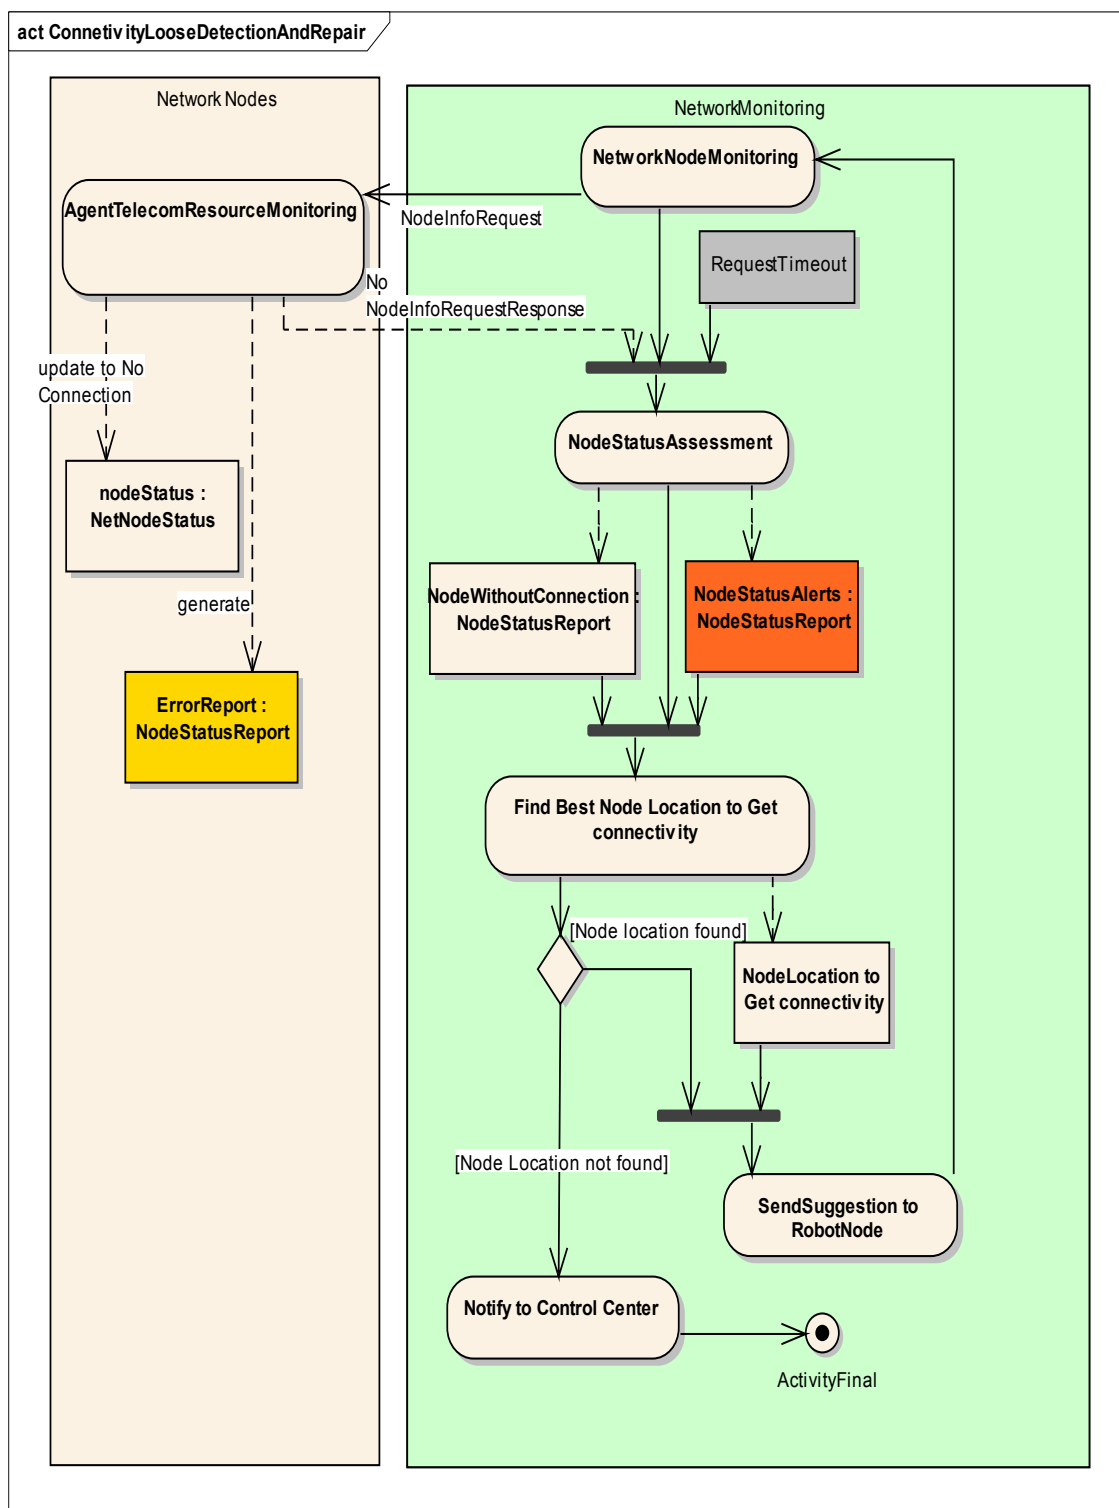 act ConnetivityLooseDetectionAndRepair
NetworkNodes
NetworkMonitoring
NetworkNodeMonitoring
AgentTelecomResourceMonitoring
NodeInfoRequest
RequestTimeout
No
NodeInfoRequestResponse
update to No
Connection
NodeStatusAssessment
nodeStatus :
NetNodeStatus
NodeWithoutConnection :
NodeStatusReport
NodeStatusAlerts :
NodeStatusReport
generate
ErrorReport :
NodeStatusReport
Find Best Node Location to Get
connectivity
[Node location found]
NodeLocation to
Get connectivity
[Node Location not found]
SendSuggestion to
RobotNode
Notify to Control Center
ActivityFinal